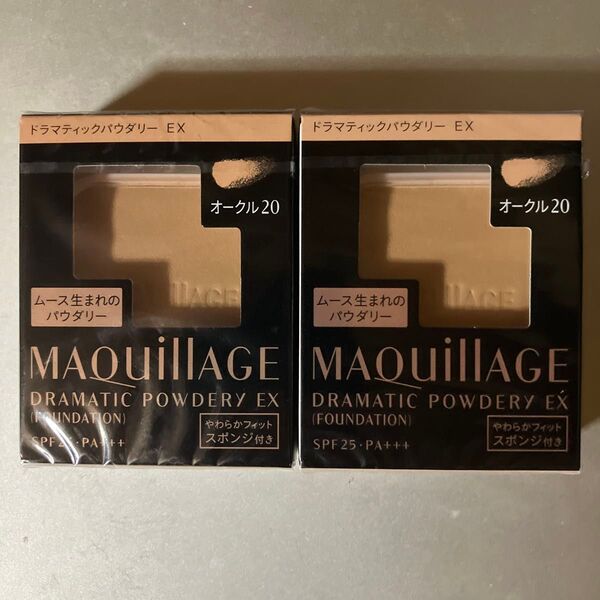 ドラマティックパウダリー EX
オークル20
llAGE
ムース生まれの
パウダリー
MAQuillAGE
DRAMATIC POWDERY EX
(FOUNDATION)
SPF25・PA+++
やわらかフィット
スポンジ付き
ドラマティックパウダリー EX
オークル20
llAGE
ムース生まれの
パウダリー
MAQuillAGE
DRAMATIC POWDERY EX
(FOUNDATION)
SPF25・PA+++
やわらかフィット
スポンジ付き